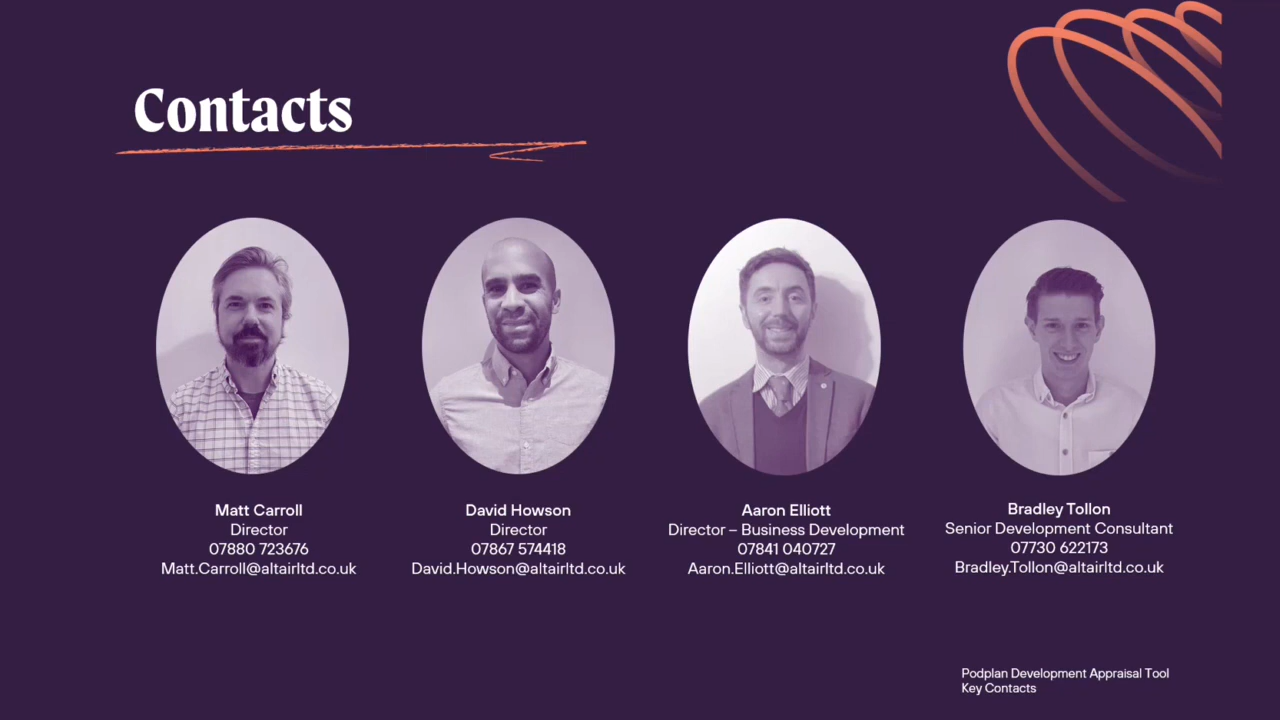 Contacts
Matt Carroll
Director
07880 723676
Matt.Carroll@altairltd.co.uk
David Howson
Director
07867 574418
David.Howson@altairltd.co.uk
Aaron Elliott
Director – Business Development
07841 040727
Aaron.Elliott@altairltd.co.uk
Bradley Tollon
Senior Development Consultant
07730 622173
Bradley.Tollon@altairltd.co.uk
Podplan Development Appraisal Tool
Key Contacts